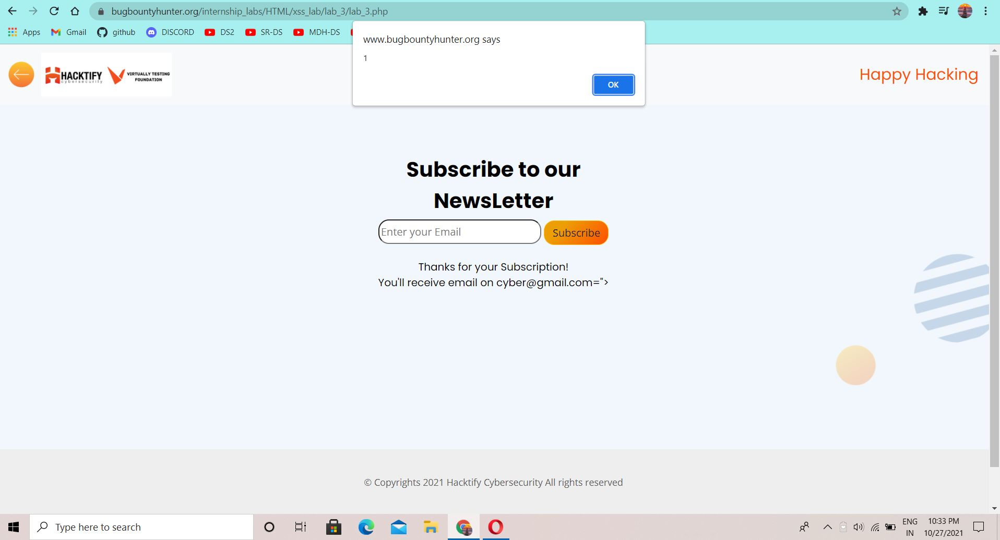 bugbountyhunter.org/internship_labs/HTML/xss_lab/lab_3/lab_3.php
Apps Gmail github DISCORD DS2 SR-DS MDH-DS
www.bugbountyhunter.org says
1
OK
HACKTIFY
cybersecurity
VIRTUALLY TESTING
FOUNDATION
Happy Hacking
Subscribe to our
NewsLetter
Enter your Email Subscribe
Thanks for your Subscription!
You'll receive email on cyber@gmail.com=">
© Copyrights 2021 Hacktify Cybersecurity All rights reserved
Type here to search
ENG
IN
10:33 PM
10/27/2021